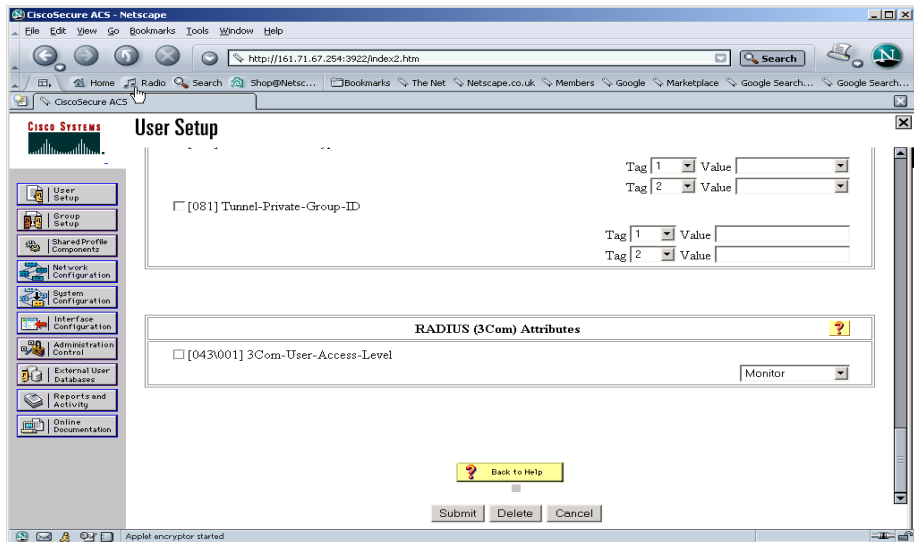 CiscoSecure ACS - Netscape
File Edit View Go Bookmarks Tools Window Help
http://161.71.67.254:3922/index2.htm
Search
N
Home Radio Search Shop@Netsc... Bookmarks The Net Netscape.co.uk Members Google Marketplace Google Search... Google Search...
CiscoSecure ACS
CISCO SYSTEMS
User Setup
Tag 1 Value
Tag 2 Value
[081] Tunnel-Private-Group-ID
Tag 1 Value
Tag 2 Value
User Setup
Group Setup
Shared Profile Components
Network Configuration
System Configuration
Interface Configuration
Administration Control
External User Databases
Reports and Activity
Online Documentation
RADIUS (3Com) Attributes ?
[043\001] 3Com-User-Access-Level
Monitor
? Back to Help
Submit Delete Cancel
Applet encryptor started